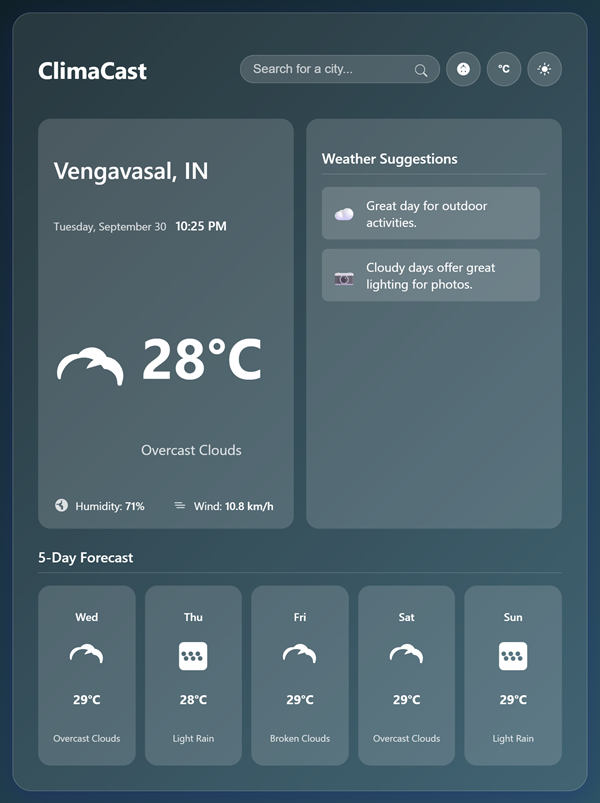 ClimaCast
Search for a city...
°C
Vengavasal, IN
Tuesday, September 30 10:25 PM
28°C
Overcast Clouds
Humidity: 71%
Wind: 10.8 km/h
Weather Suggestions
Great day for outdoor
activities.
Cloudy days offer great
lighting for photos.
5-Day Forecast
Wed
29°C
Overcast Clouds
Thu
28°C
Light Rain
Fri
29°C
Broken Clouds
Sat
29°C
Overcast Clouds
Sun
29°C
Light Rain